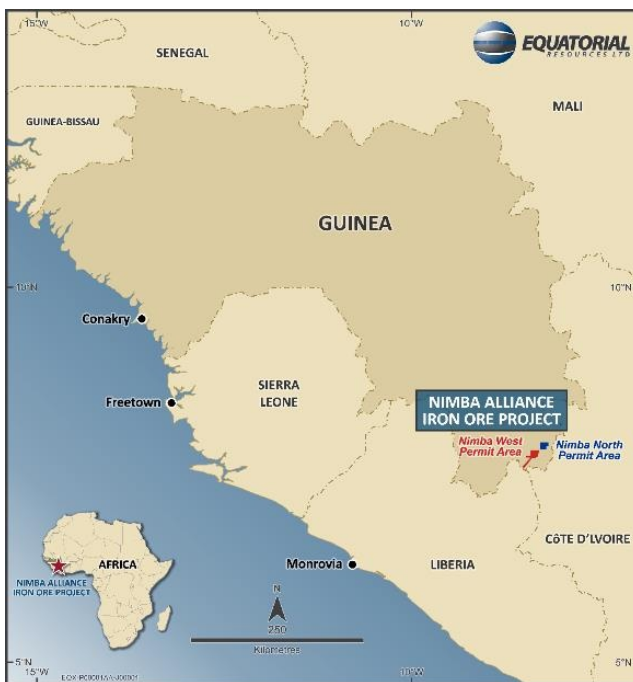 15°W
10°W
EQUATORIAL
RESOURCES LTD
SENEGAL
MALI
GUINEA-BISSAU
GUINEA
10°N
10°N
Conakry
Freetown
SIERRA
LEONE
NIMBA ALLIANCE
IRON ORE PROJECT
Nimba West
Permit Area
Nimba North
Permit Area
CÔTE D'LVOIRE
AFRICA
NIMBA ALLIANCE
IRON ORE PROJECT
Monrovia
LIBERIA
N
250
Kilometres
5°N
5°N
15°W
10°W